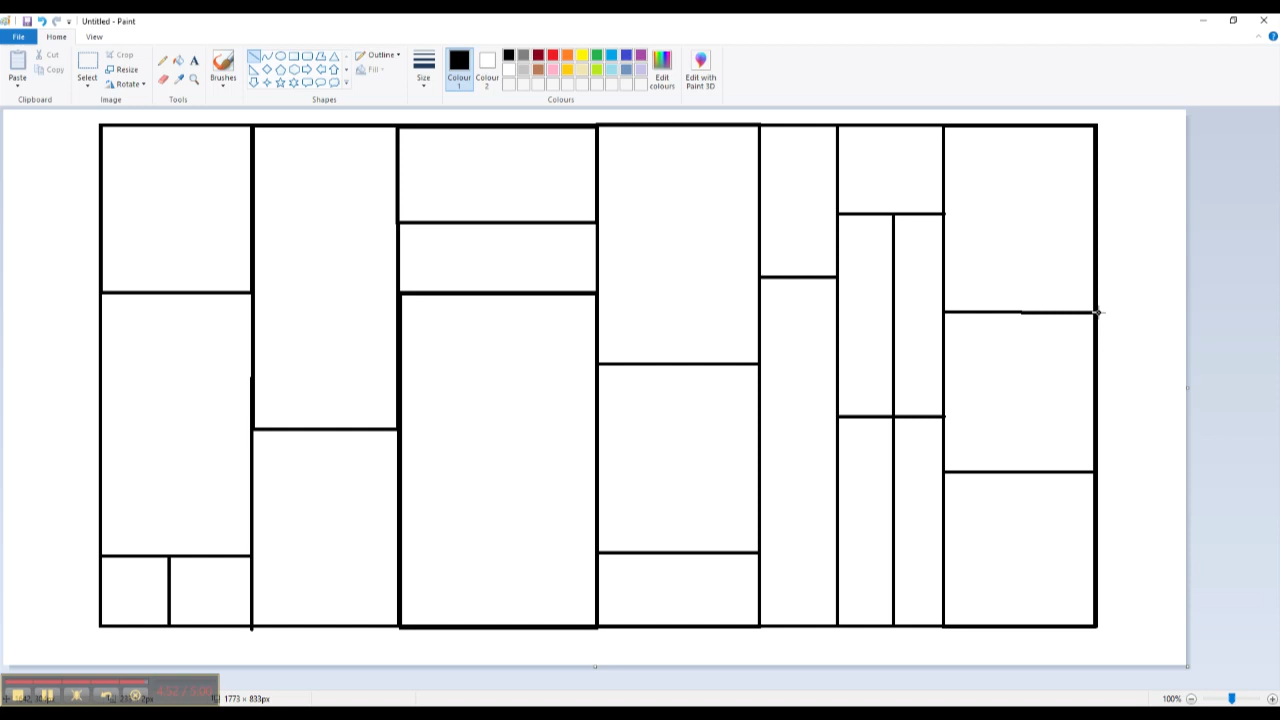 Untitled - Paint
File Home View
Paste
Cut
Copy
Clipboard
Select
Crop
Resize
Rotate
Image
A
Tools
Brushes
Outline
Fill
Shapes
Size
Colour 1
Colour 2
Edit colours
Colours
Edit with Paint 3D
1773 × 833px
100%